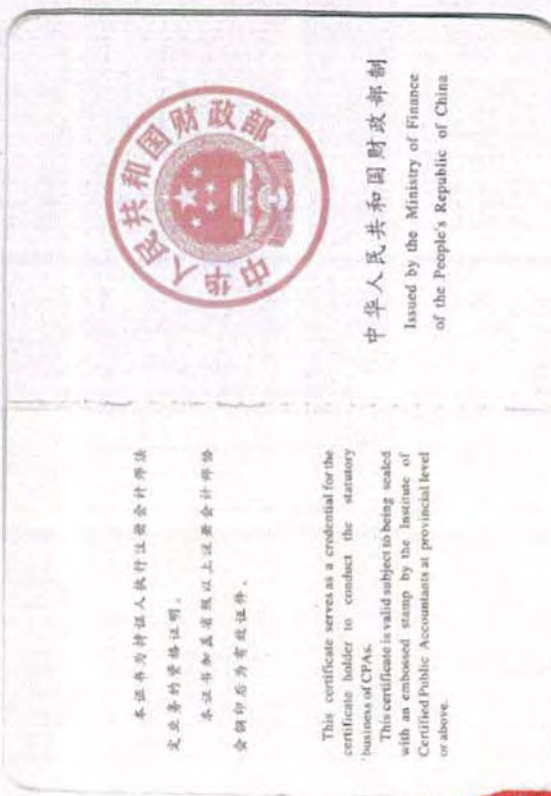 本证书为持证人执行注册会计师法
定业务的资格证明。
本证书加盖省级以上注册会计师协
会钢印后为有效证件。
This certificate serves as a credential for the
certificate holder to conduct the statutory
business of CPAs.
This certificate is valid subject to being sealed
with an embossed stamp by the Institute of
Certified Public Accountants at provincial level
or above.
中华人民共和国财政部
中华人民共和国财政部制
Issued by the Ministry of Finance
of the People's Republic of China